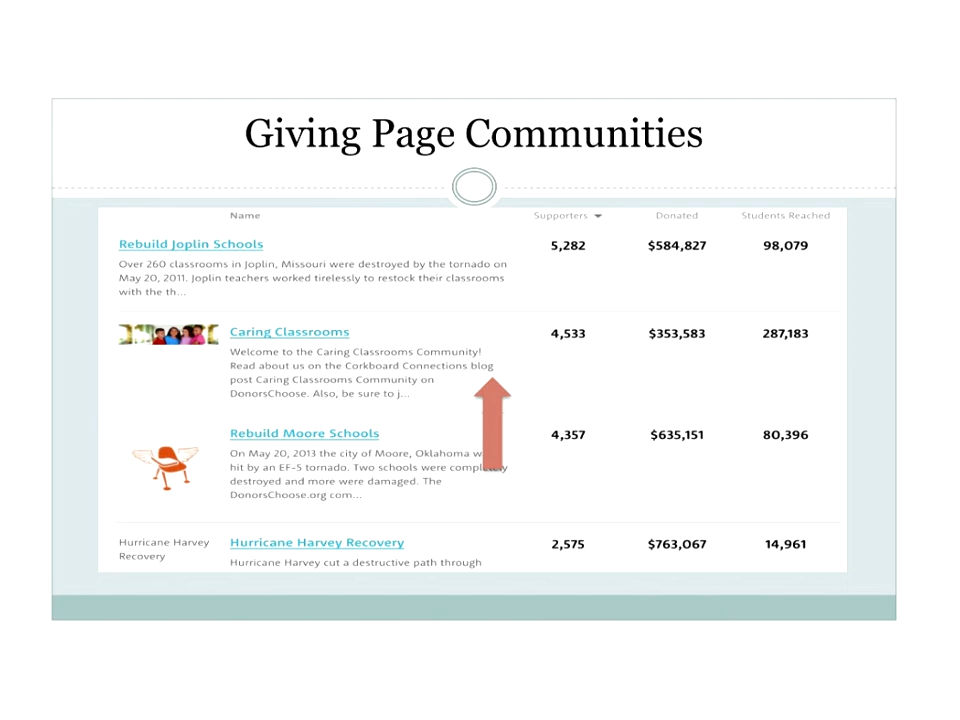 Giving Page Communities
Name Supporters Donated Students Reached
Rebuild Joplin Schools 5,282 $584,827 98,079
Over 260 classrooms in Joplin, Missouri were destroyed by the tornado on
May 20, 2011. Joplin teachers worked tirelessly to restock their classrooms
with the th...
Caring Classrooms 4,533 $353,583 287,183
Welcome to the Caring Classrooms Community!
Read about us on the Corkboard Connections blog
post Caring Classrooms Community on
DonorsChoose. Also, be sure to j...
Rebuild Moore Schools 4,357 $635,151 80,396
On May 20, 2013 the city of Moore, Oklahoma w
hit by an EF-5 tornado. Two schools were completely
destroyed and more were damaged. The
DonorsChoose.org com...
Hurricane Harvey Recovery Hurricane Harvey Recovery 2,575 $763,067 14,961
Hurricane Harvey cut a destructive path through